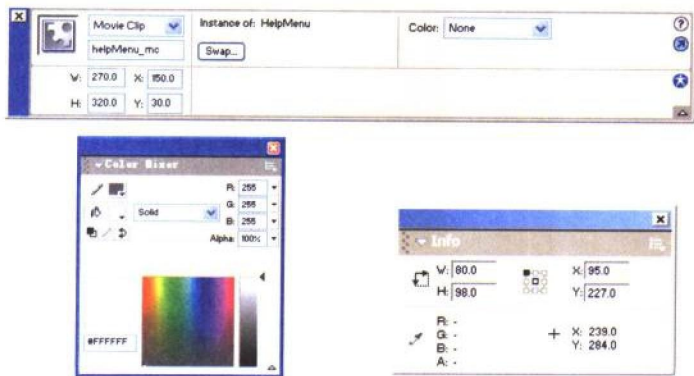 Movie Clip
Instance of: HelpMenu
Color: None
helpMenu_mc
Swap...
W: 270.0 X: 150.0
H: 320.0 Y: 30.0
Color Mixer
R: 255
G: 255
Solid
B: 255
Alpha: 100%
#FFFFFF
Info
W: 80.0 X: 95.0
H: 98.0 Y: 227.0
R: -
G: -
B: -
A: -
+ X: 239.0
Y: 284.0